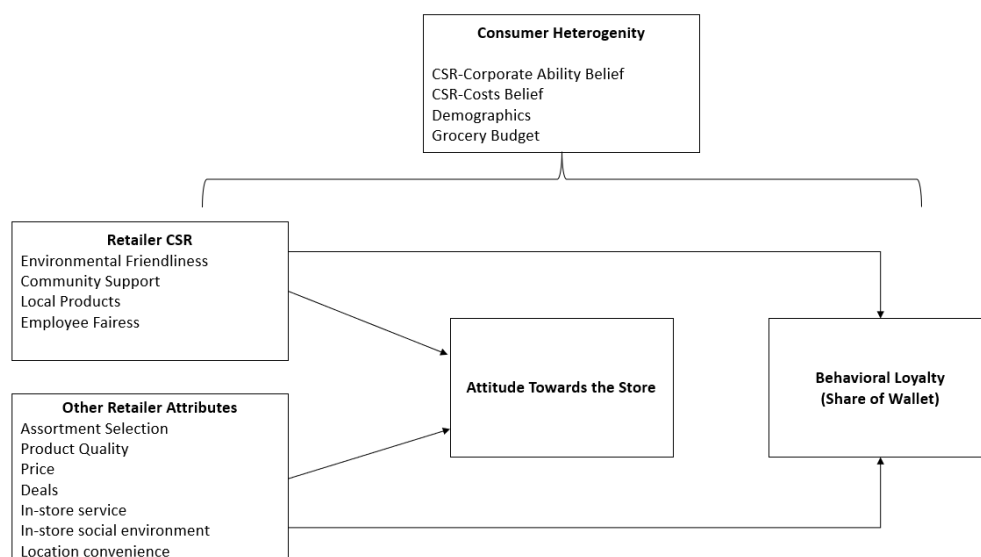 Consumer Heterogenity
CSR-Corporate Ability Belief
CSR-Costs Belief
Demographics
Grocery Budget
Retailer CSR
Environmental Friendliness
Community Support
Local Products
Employee Fairess
Other Retailer Attributes
Assortment Selection
Product Quality
Price
Deals
In-store service
In-store social environment
Location convenience
Attitude Towards the Store
Behavioral Loyalty
(Share of Wallet)